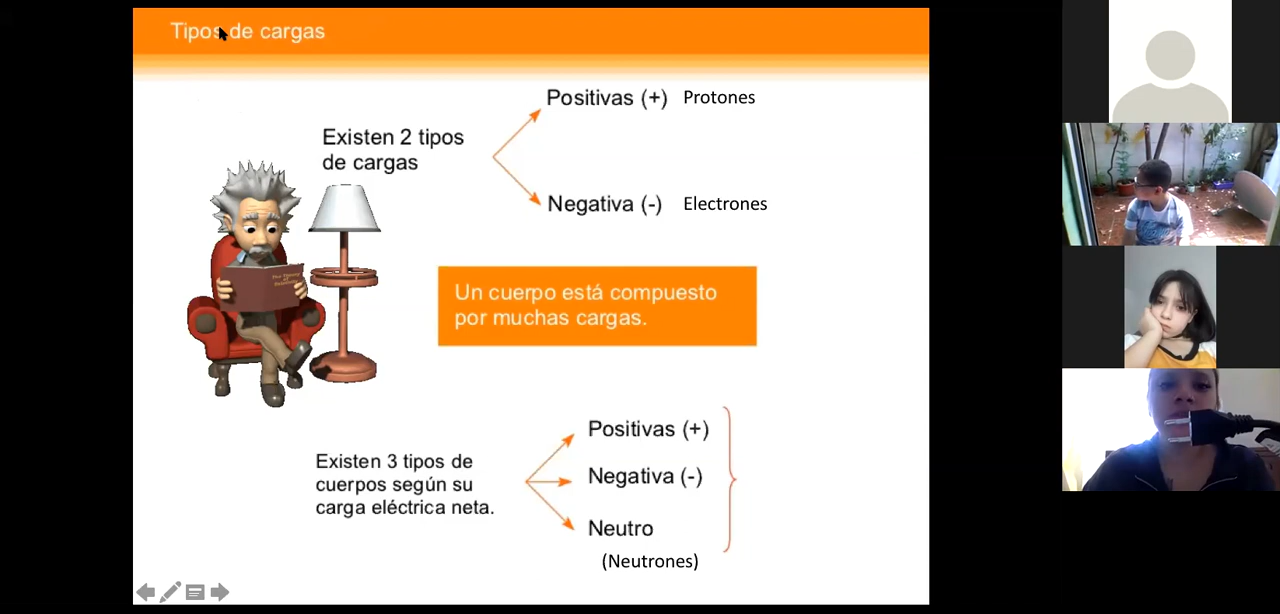 Tipos de cargas
Positivas (+) Protones
Existen 2 tipos
de cargas
Negativa (-) Electrones
Un cuerpo está compuesto
por muchas cargas.
Positivas (+)
Existen 3 tipos de
cuerpos según su
carga eléctrica neta.
Negativa (-)
Neutro
(Neutrones)